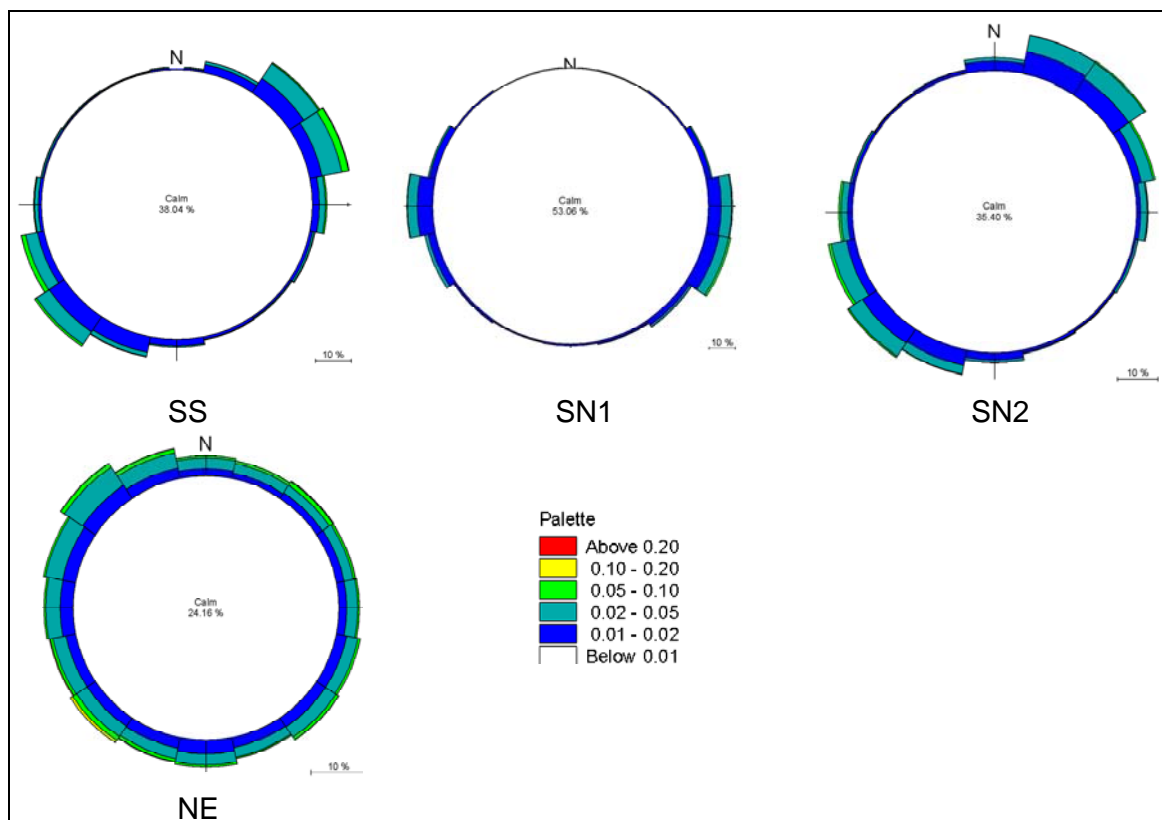 N
Calm
38.04 %
10 %
SS
N
Calm
53.06 %
10 %
SN1
N
Calm
35.40 %
10 %
SN2
N
Calm
24.16 %
10 %
NE
Palette
Above 0.20
0.10 - 0.20
0.05 - 0.10
0.02 - 0.05
0.01 - 0.02
Below 0.01